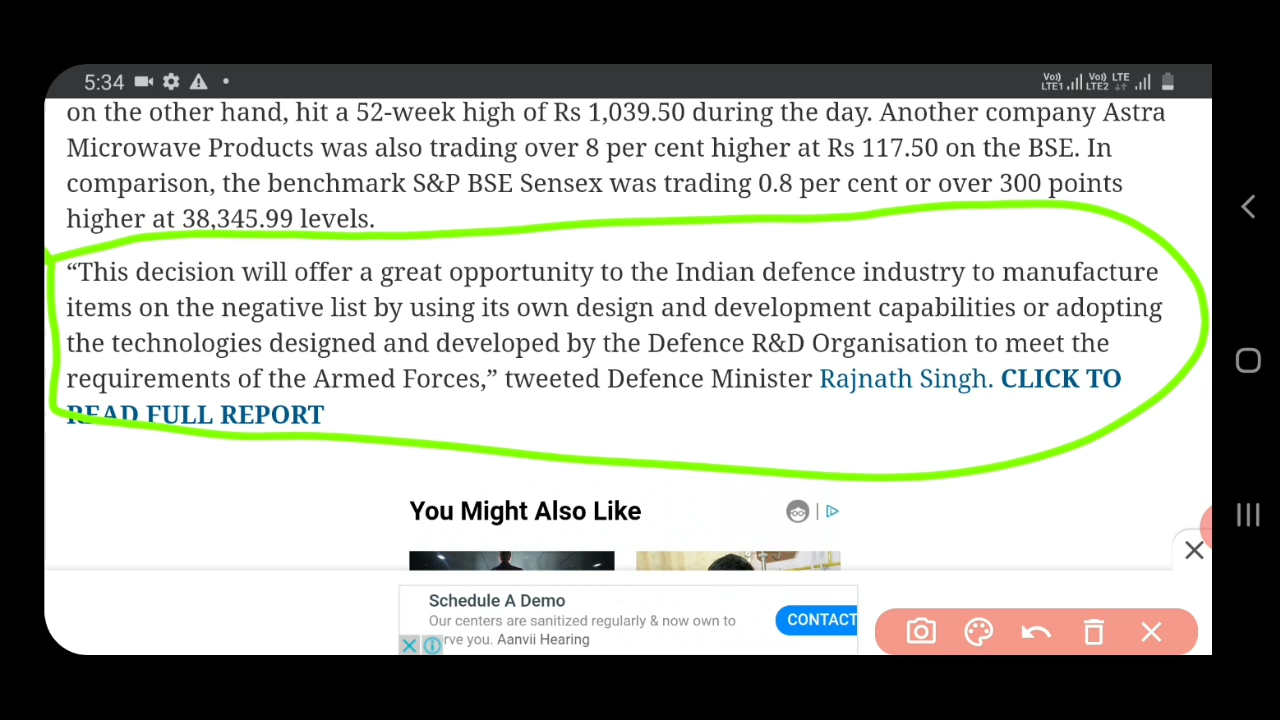 5:34
Vo)) LTE1 Vo)) LTE LTE2
on the other hand, hit a 52-week high of Rs 1,039.50 during the day. Another company Astra
Microwave Products was also trading over 8 per cent higher at Rs 117.50 on the BSE. In
comparison, the benchmark S&P BSE Sensex was trading 0.8 per cent or over 300 points
higher at 38,345.99 levels.
“This decision will offer a great opportunity to the Indian defence industry to manufacture
items on the negative list by using its own design and development capabilities or adopting
the technologies designed and developed by the Defence R&D Organisation to meet the
requirements of the Armed Forces,” tweeted Defence Minister Rajnath Singh. CLICK TO
READ FULL REPORT
You Might Also Like
Schedule A Demo
Our centers are sanitized regularly & now own to
rve you. Aanvii Hearing
CONTACT